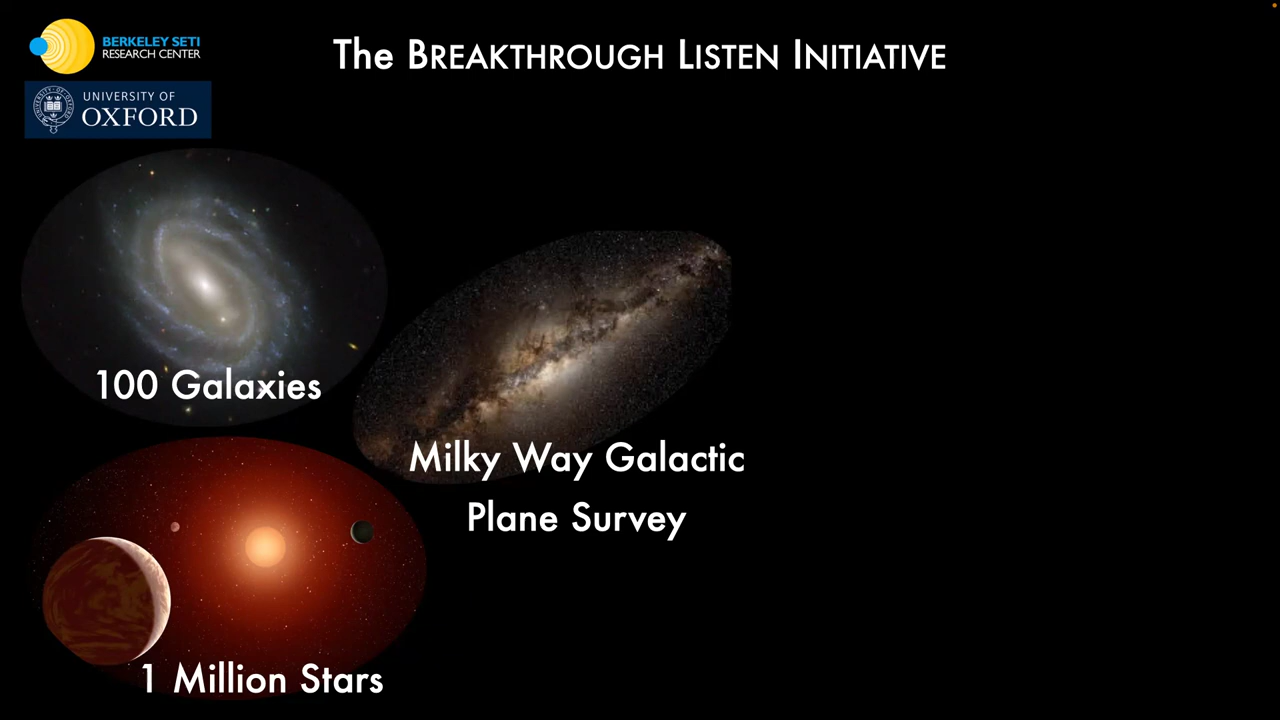 BERKELEY SETI
RESEARCH CENTER
The BREAKTHROUGH LISTEN INITIATIVE
UNIVERSITY OF
OXFORD
100 Galaxies
Milky Way Galactic
Plane Survey
1 Million Stars